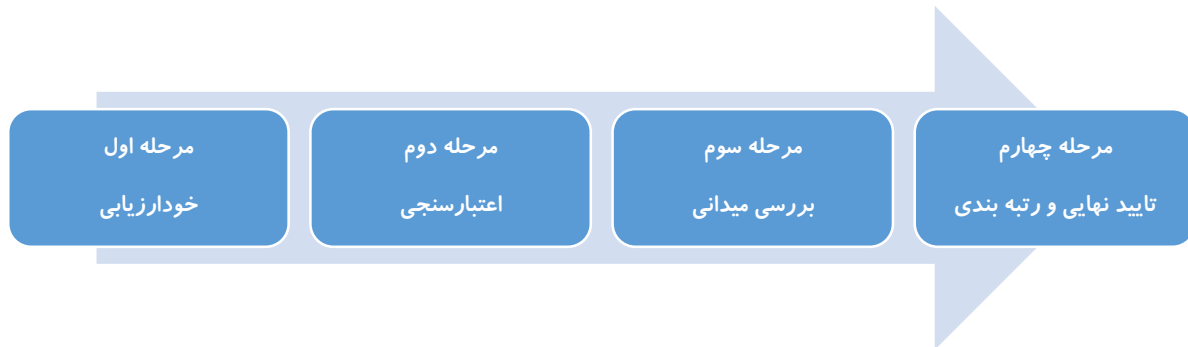 مرحله اول
خودارزیابی
مرحله دوم
اعتبارسنجی
مرحله سوم
بررسی میدانی
مرحله چهارم
تایید نهایی و رتبه بندی